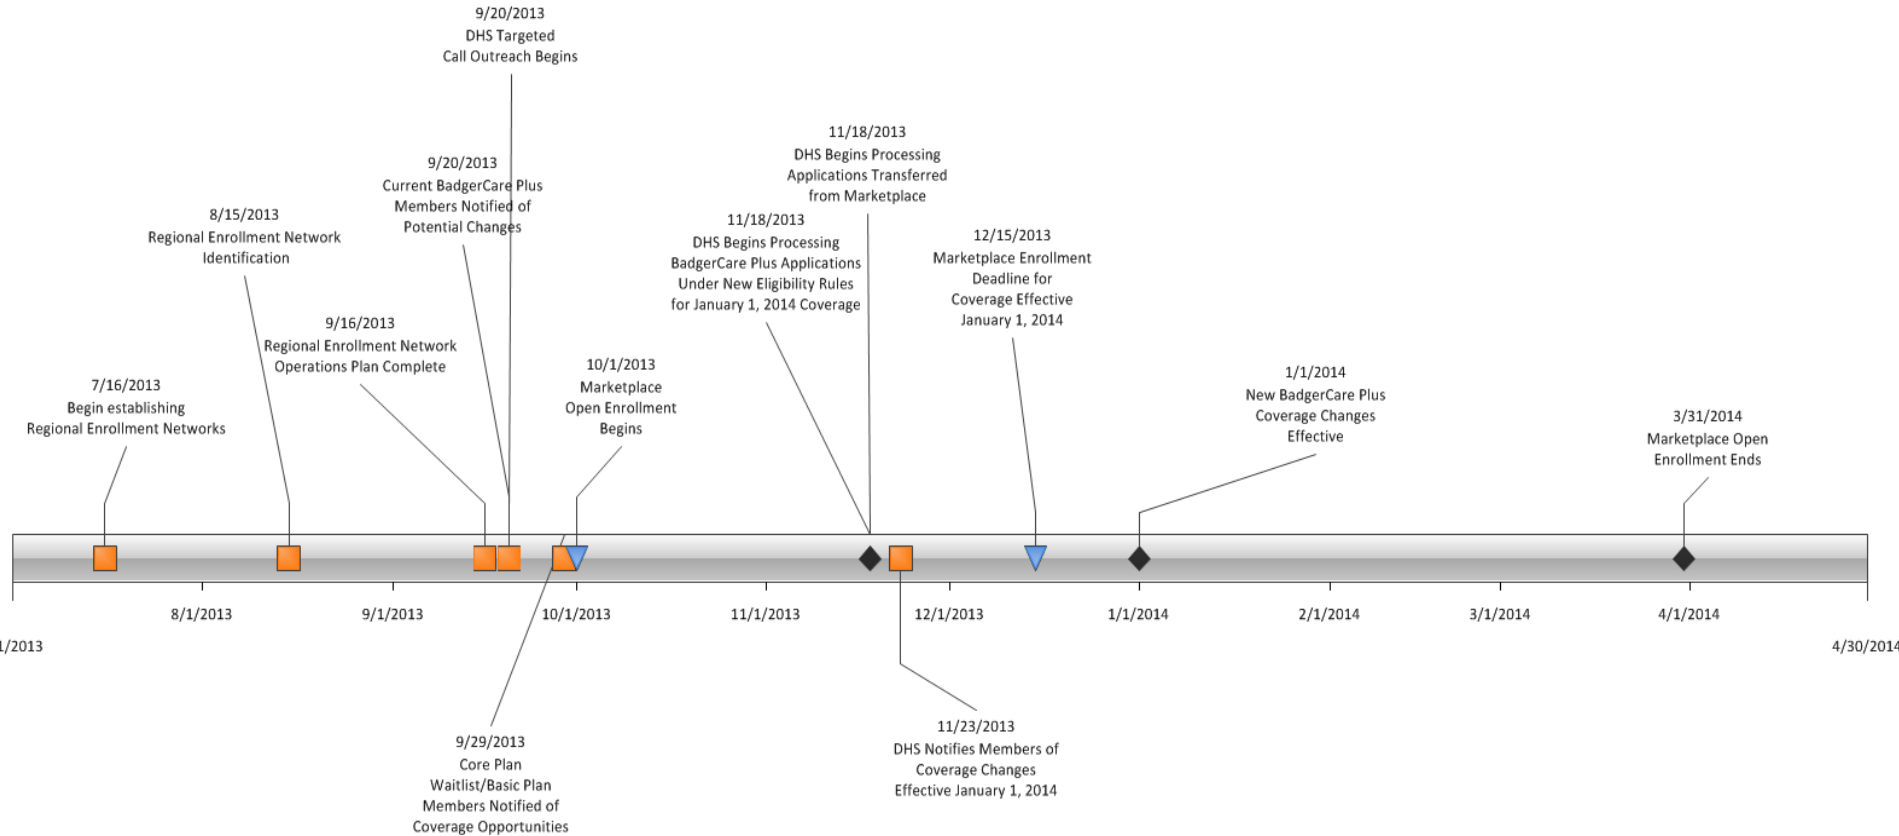 9/20/2013
DHS Targeted
Call Outreach Begins
11/18/2013
DHS Begins Processing
Applications Transferred
from Marketplace
9/20/2013
Current BadgerCare Plus
Members Notified of
Potential Changes
8/15/2013
Regional Enrollment Network
Identification
11/18/2013
DHS Begins Processing
BadgerCare Plus Applications
Under New Eligibility Rules
for January 1, 2014 Coverage
12/15/2013
Marketplace Enrollment
Deadline for
Coverage Effective
January 1, 2014
9/16/2013
Regional Enrollment Network
Operations Plan Complete
10/1/2013
Marketplace
Open Enrollment
Begins
1/1/2014
New BadgerCare Plus
Coverage Changes
Effective
7/16/2013
Begin establishing
Regional Enrollment Networks
3/31/2014
Marketplace Open
Enrollment Ends
8/1/2013
9/1/2013
10/1/2013
11/1/2013
12/1/2013
1/1/2014
2/1/2014
3/1/2014
4/1/2014
1/2013
4/30/2014
9/29/2013
Core Plan
Waitlist/Basic Plan
Members Notified of
Coverage Opportunities
11/23/2013
DHS Notifies Members of
Coverage Changes
Effective January 1, 2014